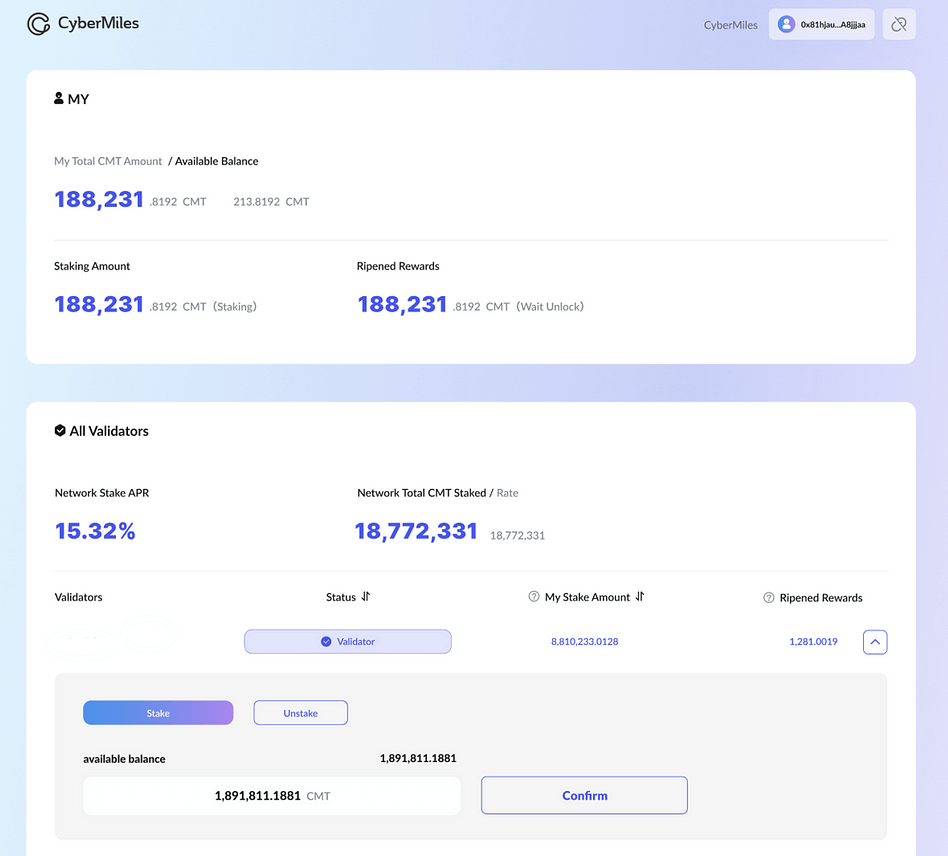 CyberMiles
CyberMiles 0x81hjau...A8jjjaa
MY
My Total CMT Amount / Available Balance
188,231 .8192 CMT 213.8192 CMT
Staking Amount Ripened Rewards
188,231 .8192 CMT (Staking) 188,231 .8192 CMT (Wait Unlock)
All Validators
Network Stake APR Network Total CMT Staked / Rate
15.32% 18,772,331 18,772,331
Validators Status My Stake Amount Ripened Rewards
Validator 8,810,233.0128 1,281.0019
Stake Unstake
available balance 1,891,811.1881
1,891,811.1881 CMT Confirm